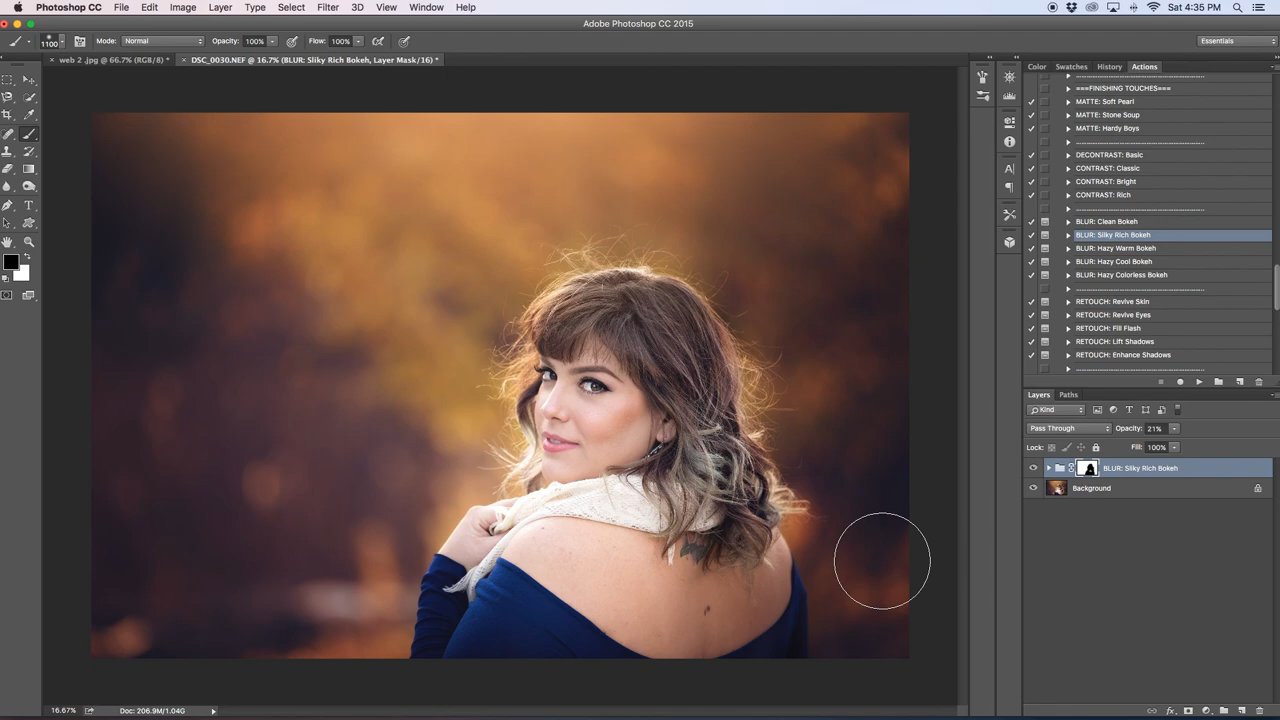 Photoshop CC File Edit Image Layer Type Select Filter 3D View Window Help Sat 4:35 PM
Adobe Photoshop CC 2015
1100 Mode: Normal Opacity: 100% Flow: 100% Essentials
× web 2 .jpg @ 66.7% (RGB/8) * × DSC_0030.NEF @ 16.7% (BLUR: Silky Rich Bokeh, Layer Mask/16) *
Color Swatches History Actions
===FINISHING TOUCHES===
MATTE: Soft Pearl
MATTE: Stone Soup
MATTE: Hardy Boys
DECONTRAST: Basic
CONTRAST: Classic
CONTRAST: Bright
CONTRAST: Rich
BLUR: Clean Bokeh
BLUR: Silky Rich Bokeh
BLUR: Hazy Warm Bokeh
BLUR: Hazy Cool Bokeh
BLUR: Hazy Colorless Bokeh
RETOUCH: Revive Skin
RETOUCH: Revive Eyes
RETOUCH: Fill Flash
RETOUCH: Lift Shadows
RETOUCH: Enhance Shadows
Layers Paths
Kind
Pass Through Opacity: 21%
Lock: Fill: 100%
BLUR: Silky Rich Bokeh
Background
16.67% Doc: 206.9M/1.04G